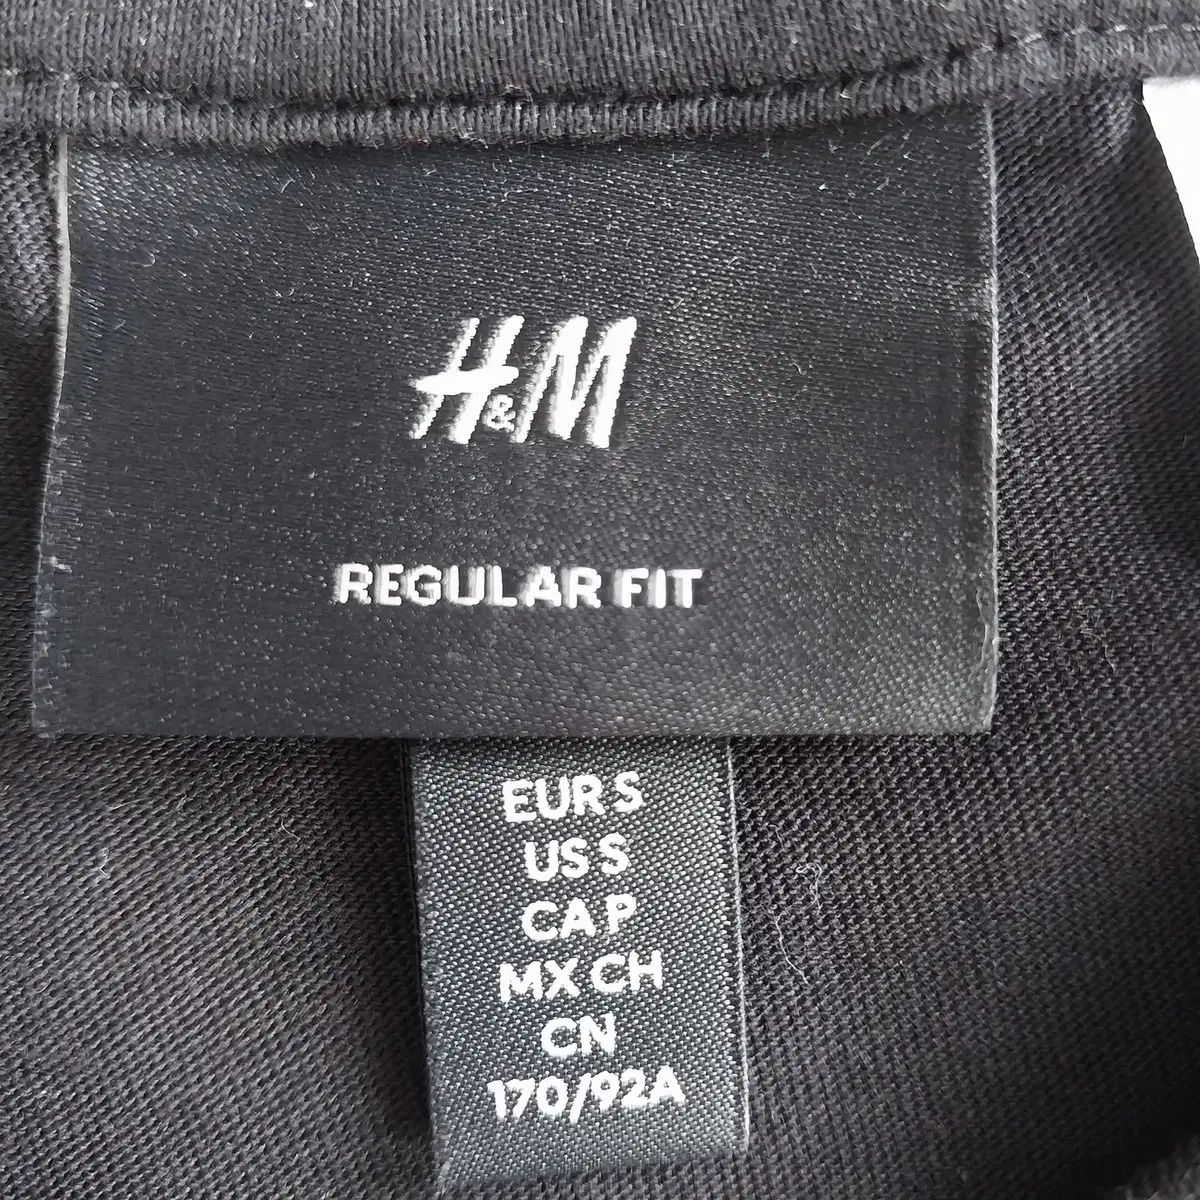 H&M
REGULAR FIT
EUR S
US S
CA P
MX CH
CN
170/92A